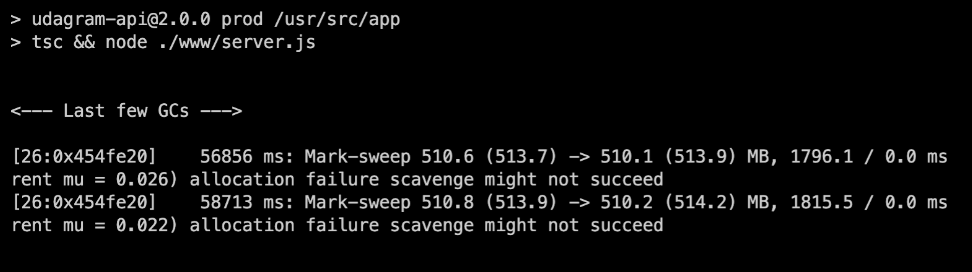 > udagram-api@2.0.0 prod /usr/src/app
> tsc && node ./www/server.js
<--- Last few GCs --->
[26:0x454fe20]    56856 ms: Mark-sweep 510.6 (513.7) -> 510.1 (513.9) MB, 1796.1 / 0.0 ms
rent mu = 0.026) allocation failure scavenge might not succeed
[26:0x454fe20]    58713 ms: Mark-sweep 510.8 (513.9) -> 510.2 (514.2) MB, 1815.5 / 0.0 ms
rent mu = 0.022) allocation failure scavenge might not succeed